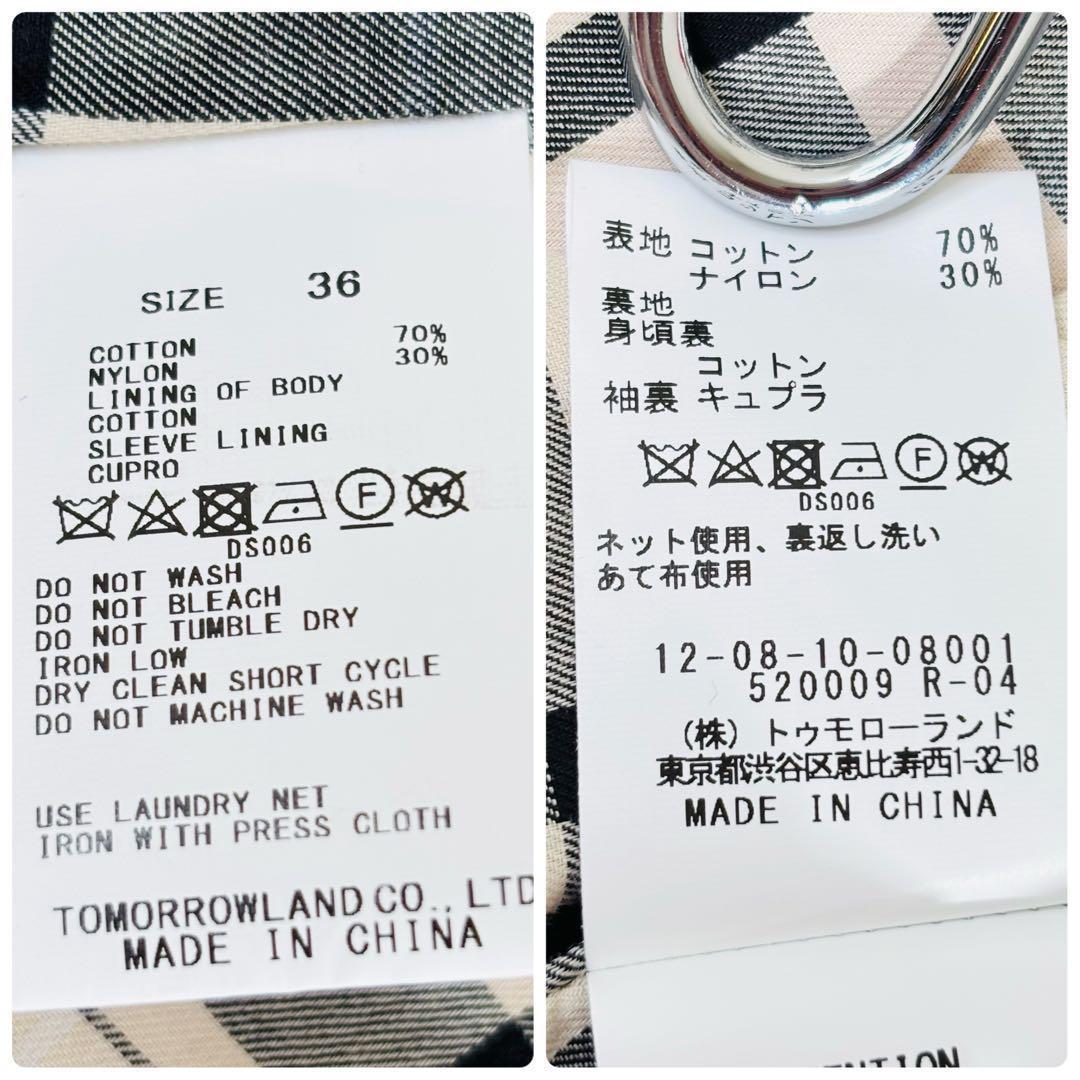 SIZE 36
COTTON 70%
NYLON 30%
LINING OF BODY
COTTON
SLEEVE LINING
CUPRO
F W
DS006
DO NOT WASH
DO NOT BLEACH
DO NOT TUMBLE DRY
IRON LOW
DRY CLEAN SHORT CYCLE
DO NOT MACHINE WASH
USE LAUNDRY NET
IRON WITH PRESS CLOTH
TOMORROWLAND CO., LTD
MADE IN CHINA
表地 コットン 70%
ナイロン 30%
裏地
身頃裏
コットン
袖裏 キュプラ
F W
DS006
ネット使用、裏返し洗い
あて布使用
12-08-10-08001
520009 R-04
(株) トゥモローランド
東京都渋谷区恵比寿西1-32-18
MADE IN CHINA